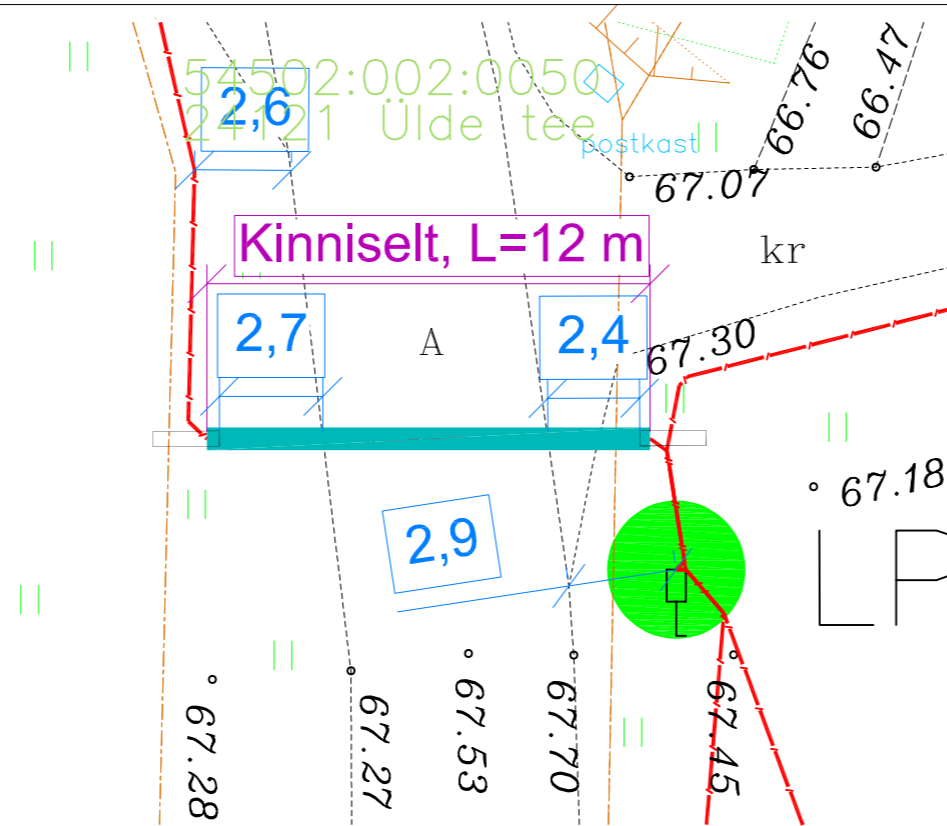 54502:002:0050
2,6
24121 Ülde tee
postkast
66.76
66.47
67.07
Kinniselt, L=12 m
kr
2,7
A
2,4
67.30
67.18
2,9
LP
67.28
67.27
67.53
67.70
67.45